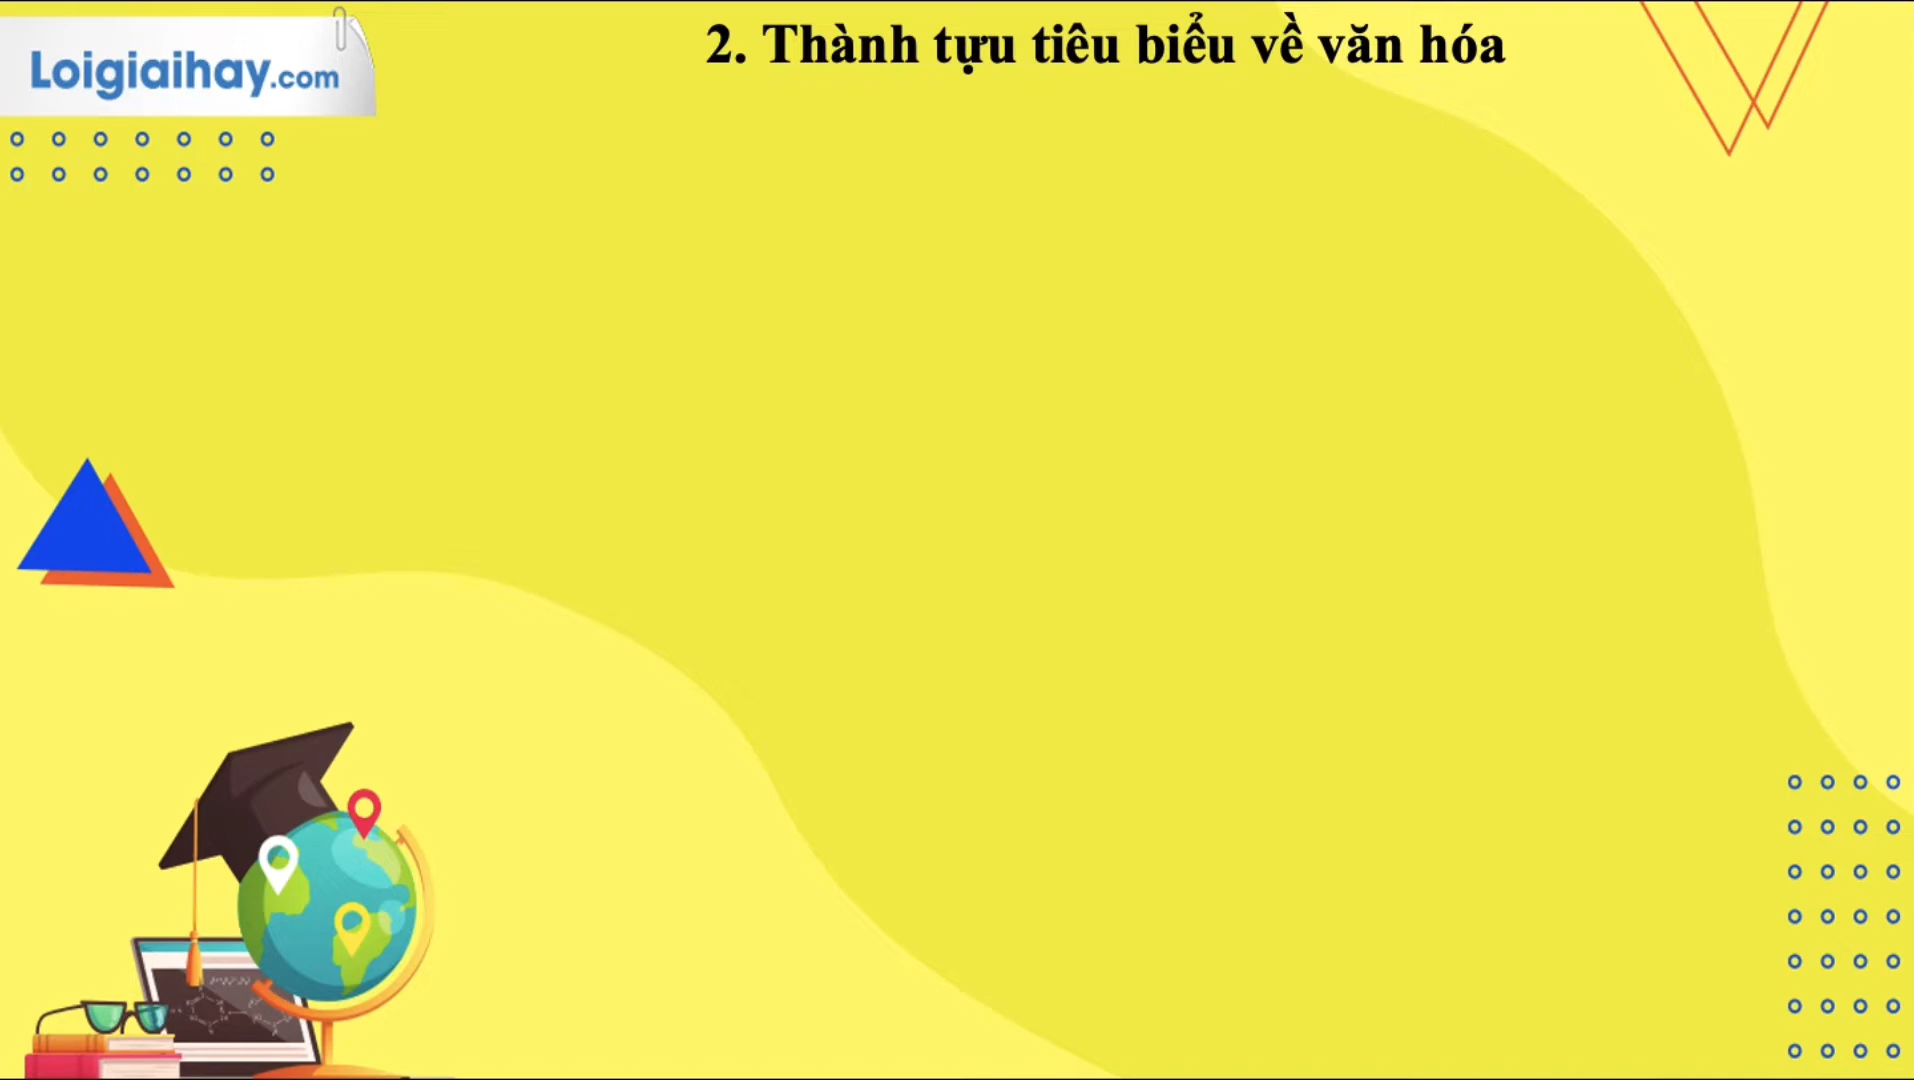 Loigiaihay.com
2. Thành tựu tiêu biểu về văn hóa